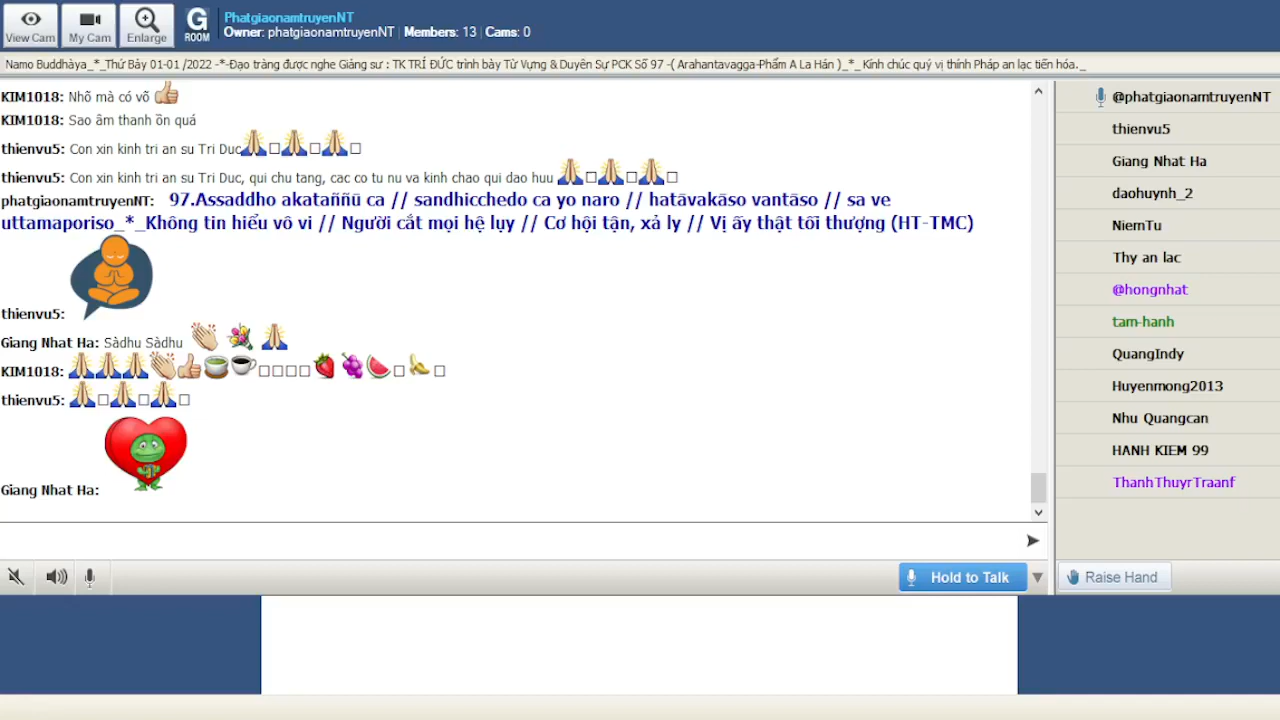 View Cam
My Cam
Enlarge
G
ROOM
PhatgiaonamtruyenNT
Owner: phatgiaonamtruyenNT | Members: 13 | Cams: 0
Namo Buddhàya_*_Thứ Bảy 01-01 /2022 -*-Đạo tràng được nghe Giảng sư : TK TRÍ ĐỨC trình bày Từ Vựng & Duyên Sự PCK Số 97 -( Arahantavagga-Phẩm A La Hán )_*_ Kính chúc quý vị thính Pháp an lạc tiến hóa._
KIM1018: Nhõ mà có võ
KIM1018: Sao âm thanh ồn quá
thienvu5: Con xin kinh tri an su Tri Duc
thienvu5: Con xin kinh tri an su Tri Duc, qui chu tang, cac co tu nu va kinh chao qui dao huu
phatgiaonamtruyenNT: 97.Assaddho akataññū ca // sandhicchedo ca yo naro // hatāvakāso vantāso // sa ve
uttamaporiso_*_Không tin hiểu vô vi // Người cắt mọi hệ lụy // Cơ hội tận, xả ly // Vị ấy thật tối thượng (HT-TMC)
thienvu5:
Giang Nhat Ha: Sàdhu Sàdhu
KIM1018:
thienvu5:
Giang Nhat Ha:
@phatgiaonamtruyenNT
thienvu5
Giang Nhat Ha
daohuynh_2
NiemTu
Thy an lac
@hongnhat
tam-hanh
QuangIndy
Huyenmong2013
Nhu Quangcan
HANH KIEM 99
ThanhThuyrTraanf
Hold to Talk
Raise Hand